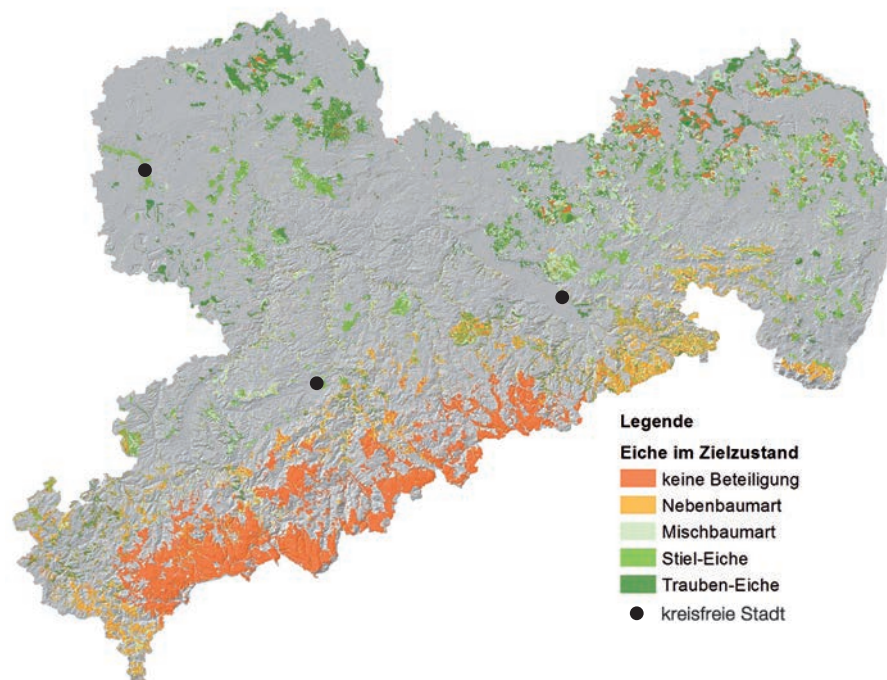 Legende
Eiche im Zielzustand
keine Beteiligung
Nebenbaumart
Mischbaumart
Stiel-Eiche
Trauben-Eiche
kreisfreie Stadt